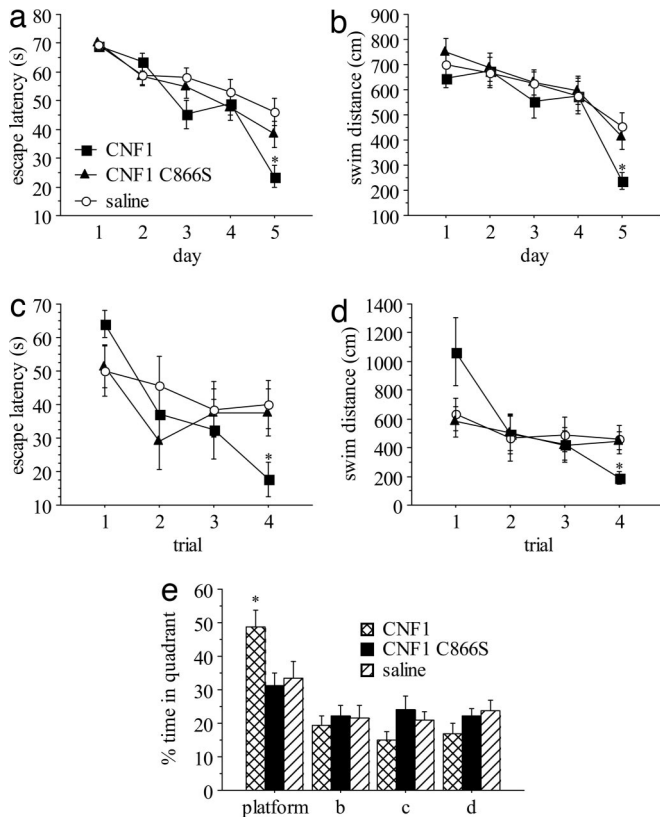 a
escape latency (s)
80
70
60
50
40
30
20
10
CNF1
CNF1 C866S
saline
*
1 2 3 4 5
day
b
swim distance (cm)
900
800
700
600
500
400
300
200
100
*
1 2 3 4 5
day
c
escape latency (s)
70
60
50
40
30
20
10
*
1 2 3 4
trial
d
swim distance (cm)
1400
1200
1000
800
600
400
200
0
*
1 2 3 4
trial
e
% time in quadrant
60
50
40
30
20
10
0
*
CNF1
CNF1 C866S
saline
platform b c d